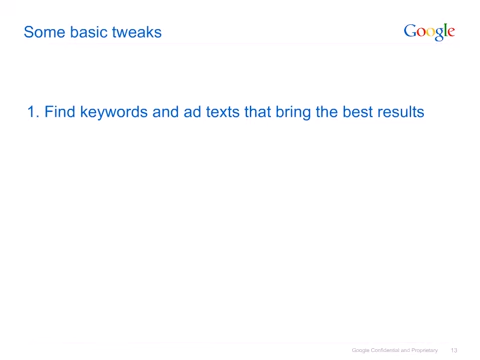 Some basic tweaks
Google
1. Find keywords and ad texts that bring the best results
Google Confidential and Proprietary 13